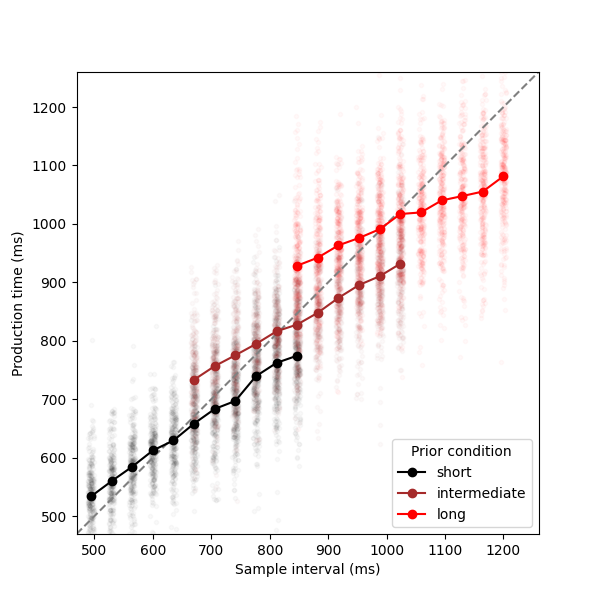 1200
1100
1000
900
800
700
600
500
Production time (ms)
500 600 700 800 900 1000 1100 1200
Sample interval (ms)
Prior condition
short
intermediate
long